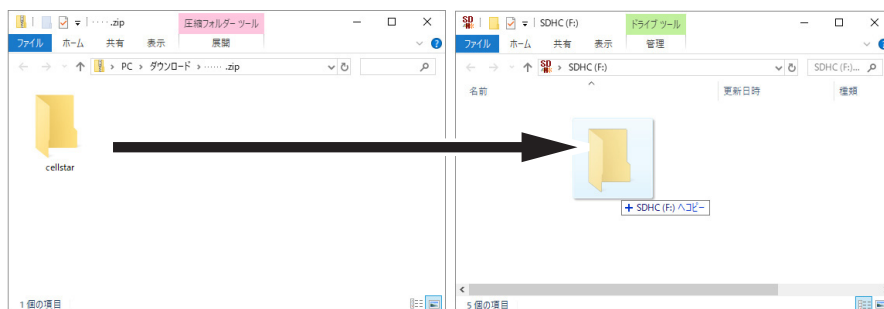 ······.zip
圧縮フォルダー ツール
ファイル ホーム 共有 表示 展開
PC › ダウンロード › ······ .zip
cellstar
1 個の項目
SDHC (F:)
ドライブ ツール
ファイル ホーム 共有 表示 管理
SDHC (F:)
SDHC (F:)...
名前 更新日時 種類
+ SDHC (F:) へコピー
5 個の項目